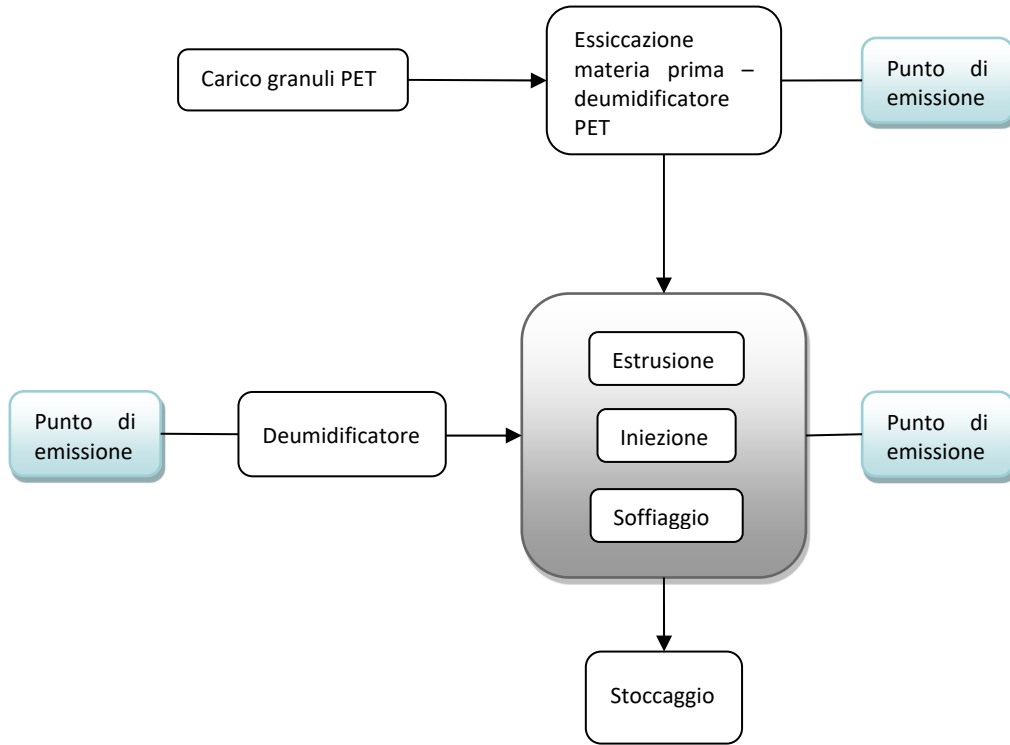 Carico granuli PET
Essiccazione
materia prima –
deumidificatore
PET
Punto di
emissione
Estrusione
Punto di
emissione
Deumidificatore
Iniezione
Punto di
emissione
Soffiaggio
Stoccaggio